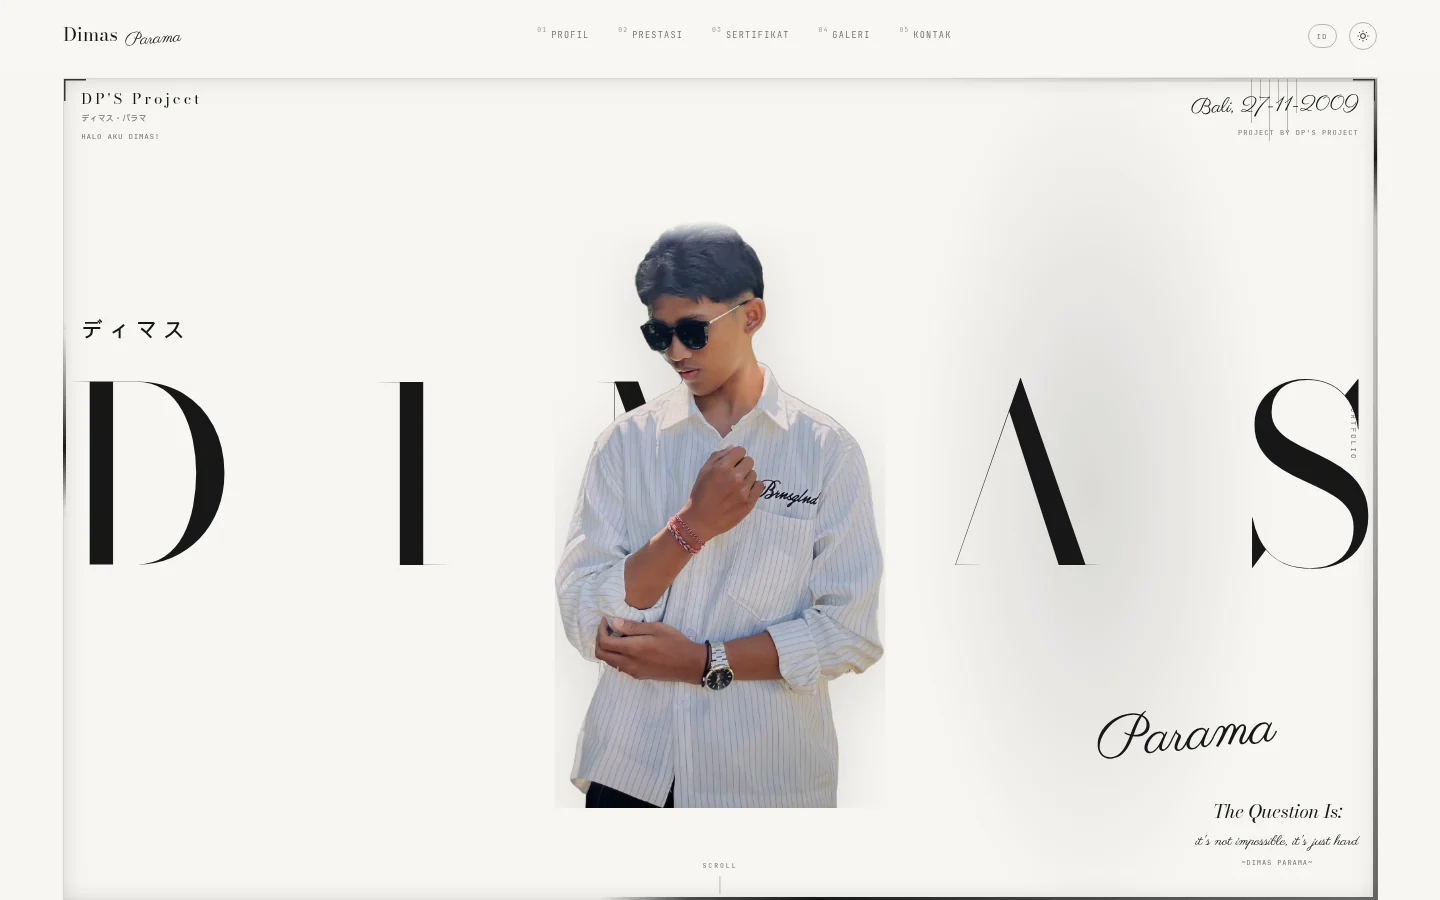 Dimas Parama
01 PROFIL
02 PRESTASI
03 SERTIFIKAT
04 GALERI
05 KONTAK
ID
DP'S Project
ディマス・パラマ
HALO AKU DIMAS!
Bali, 27-11-2009
PROJECT BY DP'S PROJECT
ディマス
DIMAS
Brnsglnd
Parama
The Question Is:
it's not impossible, it's just hard
~DIMAS PARAMA~
SCROLL